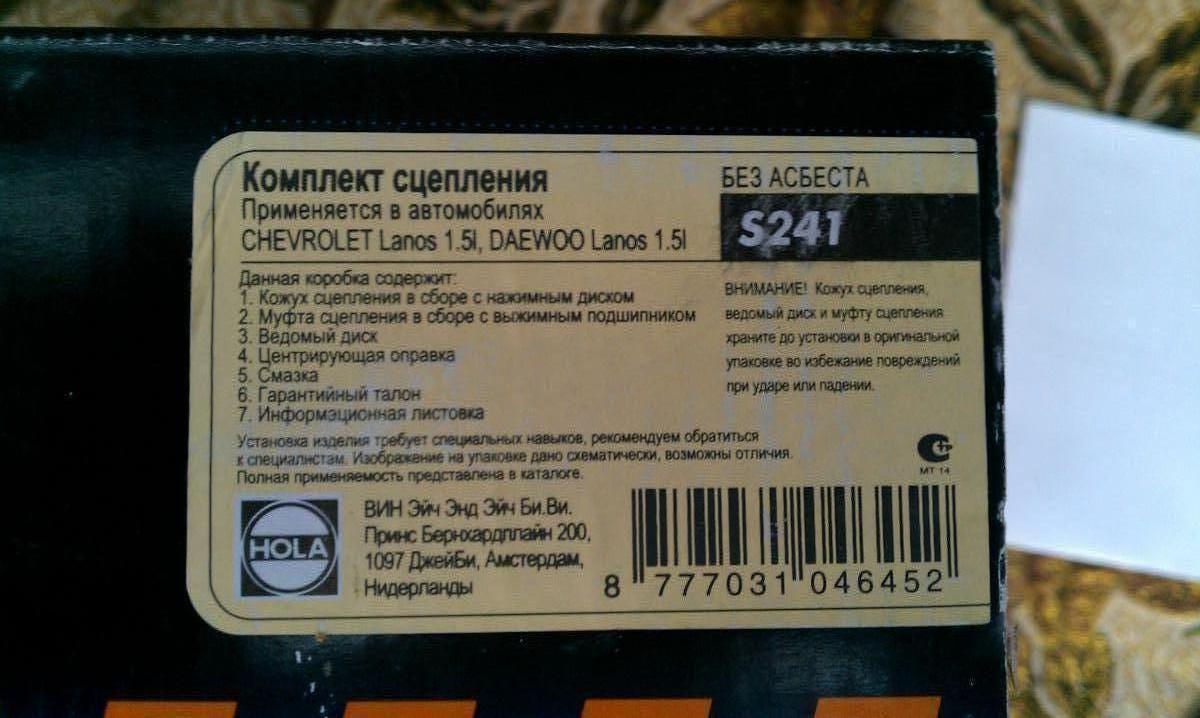 Комплект сцепления
Применяется в автомобилях
CHEVROLET Lanos 1.5l, DAEWOO Lanos 1.5l
БЕЗ АСБЕСТА
S241
Данная коробка содержит:
1. Кожух сцепления в сборе с нажимным диском
2. Муфта сцепления в сборе с выжимным подшипником
3. Ведомый диск
4. Центрирующая оправка
5. Смазка
6. Гарантийный талон
7. Информационная листовка
ВНИМАНИЕ! Кожух сцепления,
ведомый диск и муфту сцепления
храните до установки в оригинальной
упаковке во избежание повреждений
при ударе или падении.
Установка изделия требует специальных навыков, рекомендуем обратиться
к специалистам. Изображение на упаковке дано схематически, возможны отличия.
Полная применяемость представлена в каталоге.
МТ 14
HOLA
ВИН Эйч Энд Эйч Би.Ви.
Принс Бернхардплайн 200,
1097 ДжейБи, Амстердам,
Нидерланды
8 777031 046452